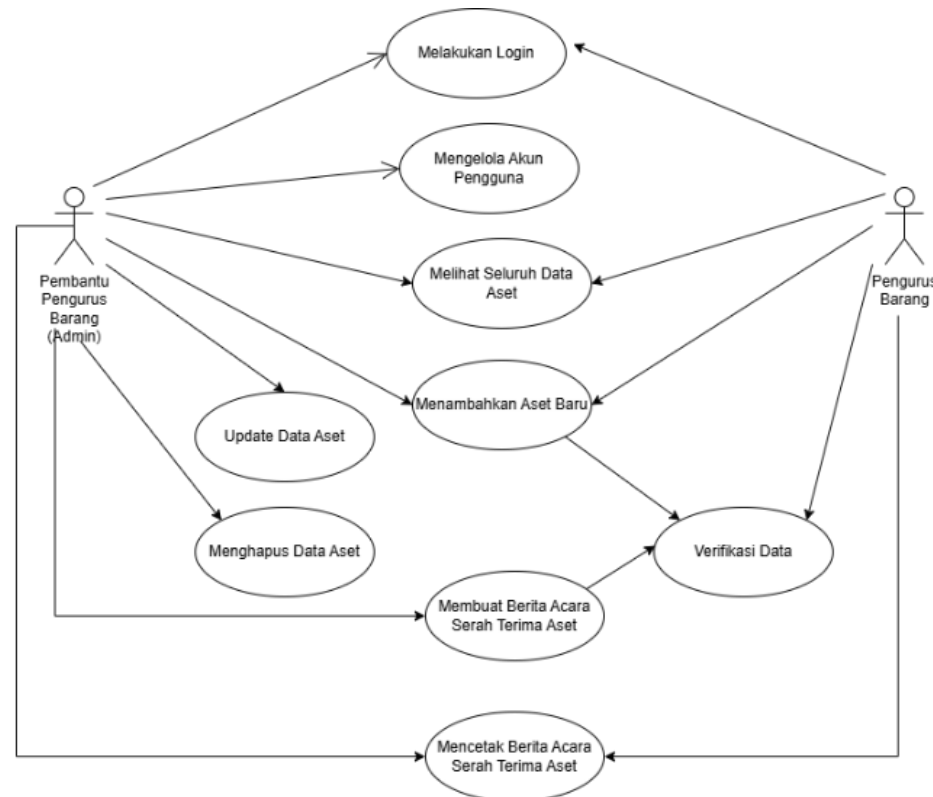 Melakukan Login
Mengelola Akun
Pengguna
Melihat Seluruh Data
Aset
Pembantu
Pengurus
Barang
(Admin)
Pengurus
Barang
Menambahkan Aset Baru
Update Data Aset
Menghapus Data Aset
Verifikasi Data
Membuat Berita Acara
Serah Terima Aset
Mencetak Berita Acara
Serah Terima Aset